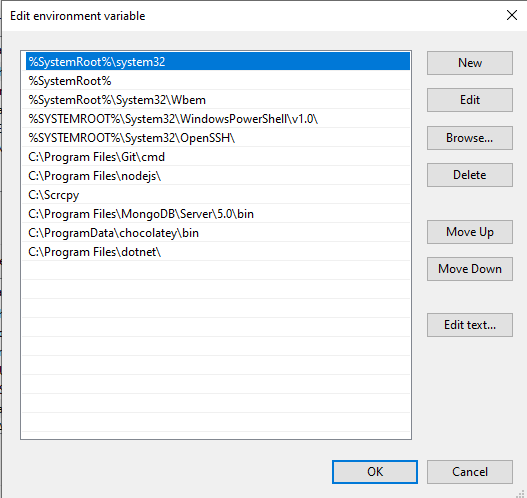 Edit environment variable
%SystemRoot%\system32
%SystemRoot%
%SystemRoot%\System32\Wbem
%SYSTEMROOT%\System32\WindowsPowerShell\v1.0\
%SYSTEMROOT%\System32\OpenSSH\
C:\Program Files\Git\cmd
C:\Program Files\nodejs\
C:\Scrcpy
C:\Program Files\MongoDB\Server\5.0\bin
C:\ProgramData\chocolatey\bin
C:\Program Files\dotnet\
New
Edit
Browse...
Delete
Move Up
Move Down
Edit text...
OK
Cancel